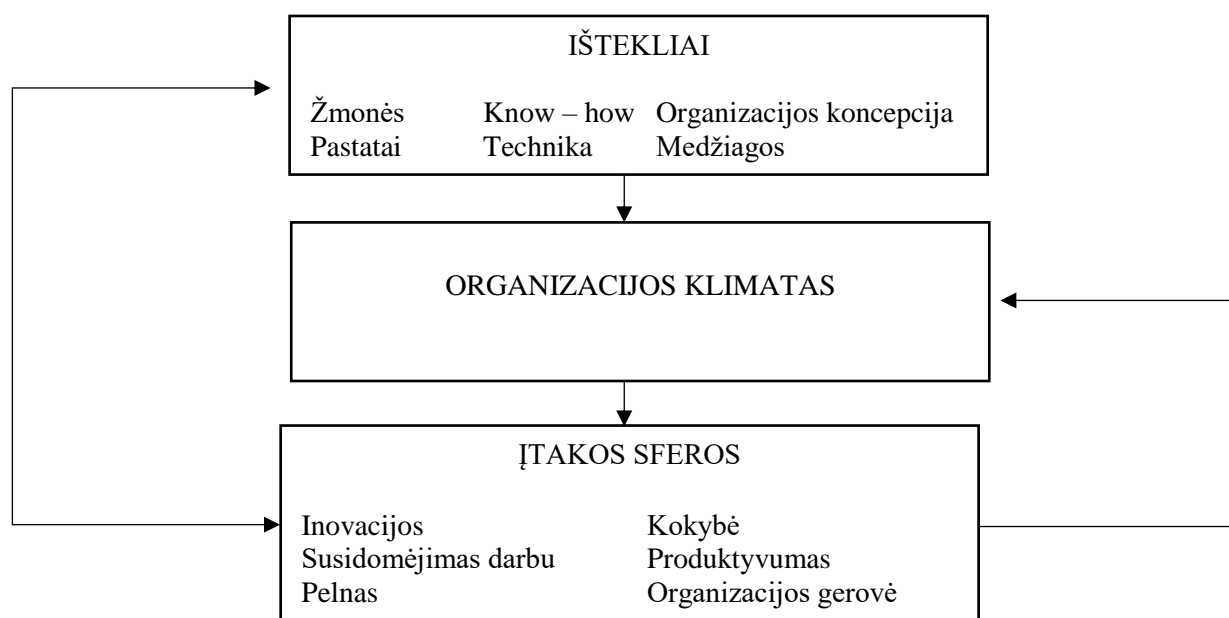 IŠTEKLIAI
Žmonės Know – how Organizacijos koncepcija
Pastatai Technika Medžiagos
ORGANIZACIJOS KLIMATAS
ĮTAKOS SFEROS
Inovacijos Kokybė
Susidomėjimas darbu Produktyvumas
Pelnas Organizacijos gerovė